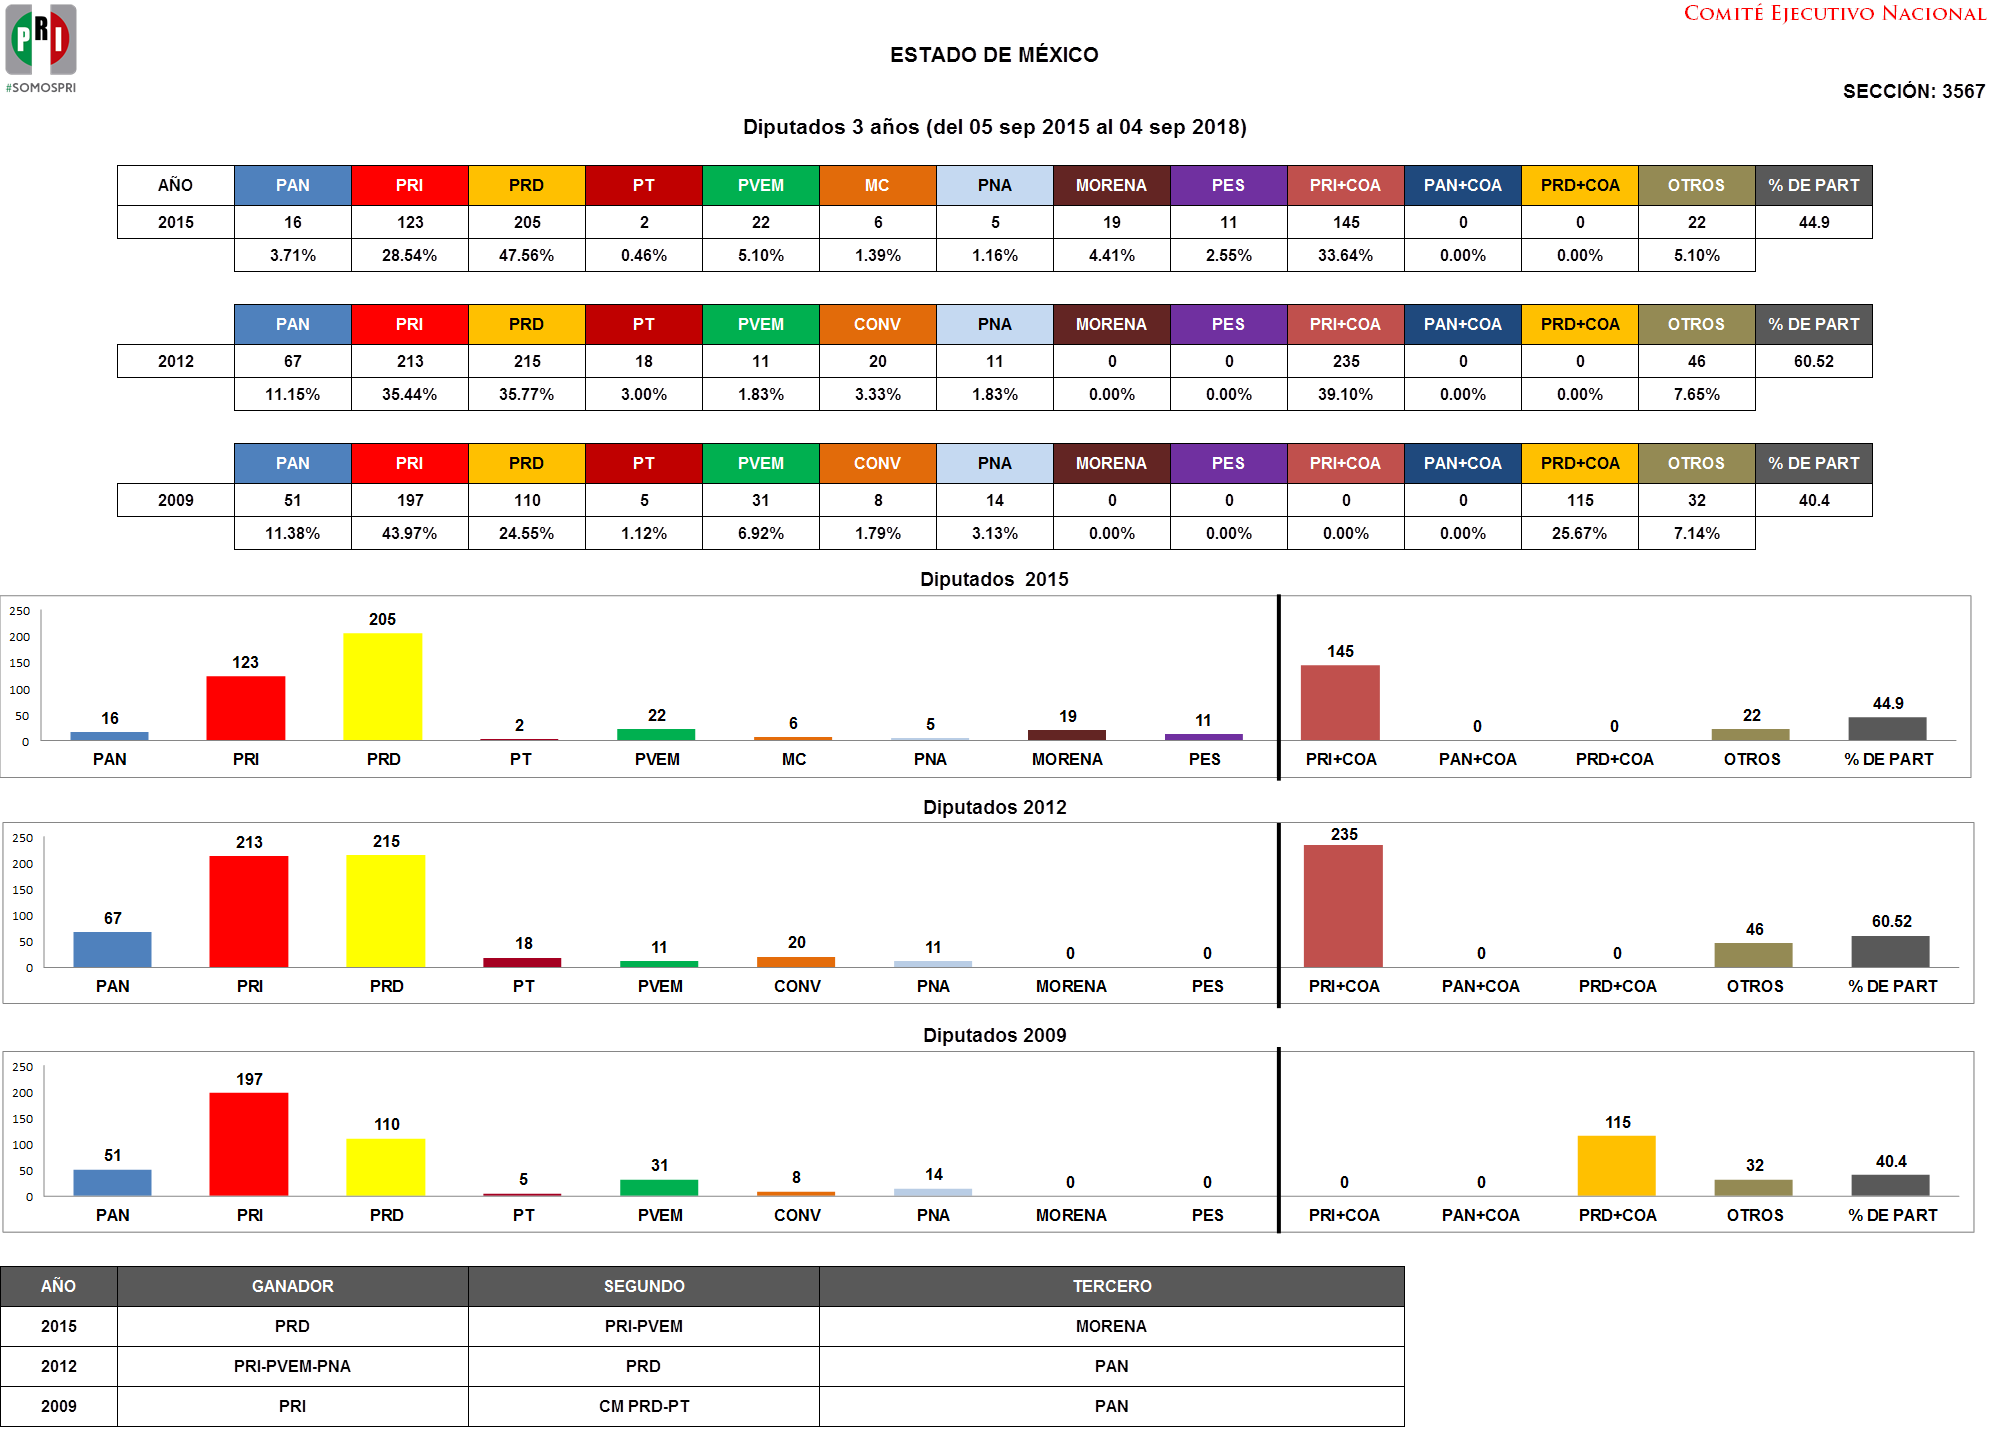 PRI
#SOMOSPRI
COMITÉ EJECUTIVO NACIONAL
ESTADO DE MÉXICO
SECCIÓN: 3567
Diputados 3 años (del 05 sep 2015 al 04 sep 2018)
AÑO PAN PRI PRD PT PVEM MC PNA MORENA PES PRI+COA PAN+COA PRD+COA OTROS % DE PART
2015 16 123 205 2 22 6 5 19 11 145 0 0 22 44.9
3.71% 28.54% 47.56% 0.46% 5.10% 1.39% 1.16% 4.41% 2.55% 33.64% 0.00% 0.00% 5.10%
PAN PRI PRD PT PVEM CONV PNA MORENA PES PRI+COA PAN+COA PRD+COA OTROS % DE PART
2012 67 213 215 18 11 20 11 0 0 235 0 0 46 60.52
11.15% 35.44% 35.77% 3.00% 1.83% 3.33% 1.83% 0.00% 0.00% 39.10% 0.00% 0.00% 7.65%
PAN PRI PRD PT PVEM CONV PNA MORENA PES PRI+COA PAN+COA PRD+COA OTROS % DE PART
2009 51 197 110 5 31 8 14 0 0 0 0 115 32 40.4
11.38% 43.97% 24.55% 1.12% 6.92% 1.79% 3.13% 0.00% 0.00% 0.00% 0.00% 25.67% 7.14%
Diputados 2015
250
200
150
100
50
0
16 123 205 2 22 6 5 19 11 145 0 0 22 44.9
PAN PRI PRD PT PVEM MC PNA MORENA PES PRI+COA PAN+COA PRD+COA OTROS % DE PART
Diputados 2012
250
200
150
100
50
0
67 213 215 18 11 20 11 0 0 235 0 0 46 60.52
PAN PRI PRD PT PVEM CONV PNA MORENA PES PRI+COA PAN+COA PRD+COA OTROS % DE PART
Diputados 2009
250
200
150
100
50
0
51 197 110 5 31 8 14 0 0 0 0 115 32 40.4
PAN PRI PRD PT PVEM CONV PNA MORENA PES PRI+COA PAN+COA PRD+COA OTROS % DE PART
AÑO GANADOR SEGUNDO TERCERO
2015 PRD PRI-PVEM MORENA
2012 PRI-PVEM-PNA PRD PAN
2009 PRI CM PRD-PT PAN